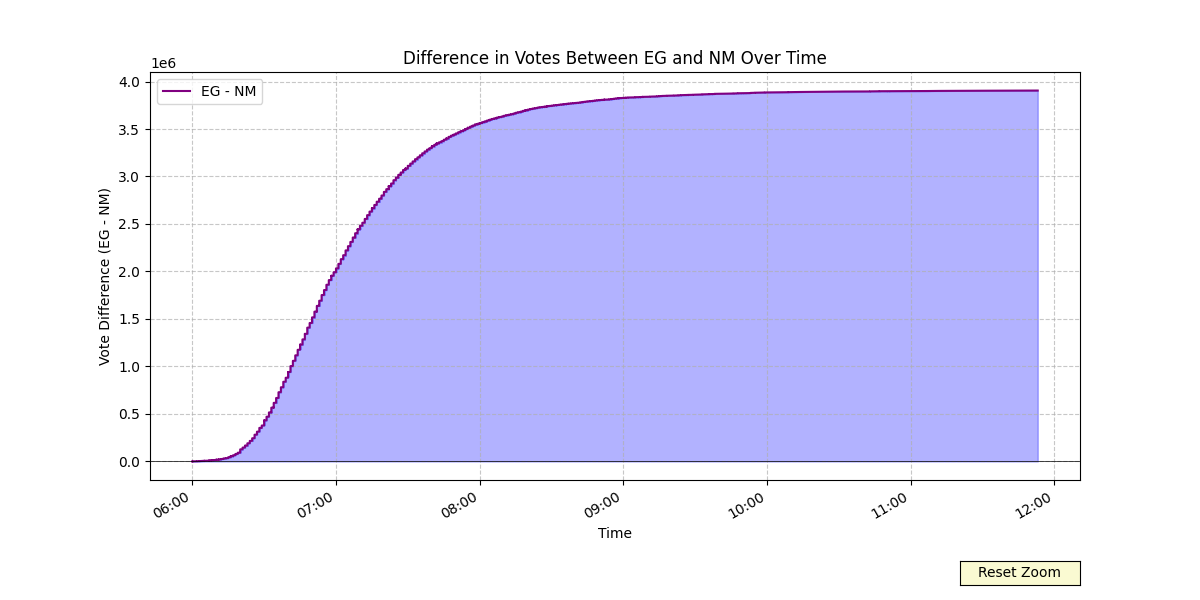 Difference in Votes Between EG and NM Over Time
1e6
EG - NM
Vote Difference (EG - NM)
4.0
3.5
3.0
2.5
2.0
1.5
1.0
0.5
0.0
06:00 07:00 08:00 09:00 10:00 11:00 12:00
Time
Reset Zoom